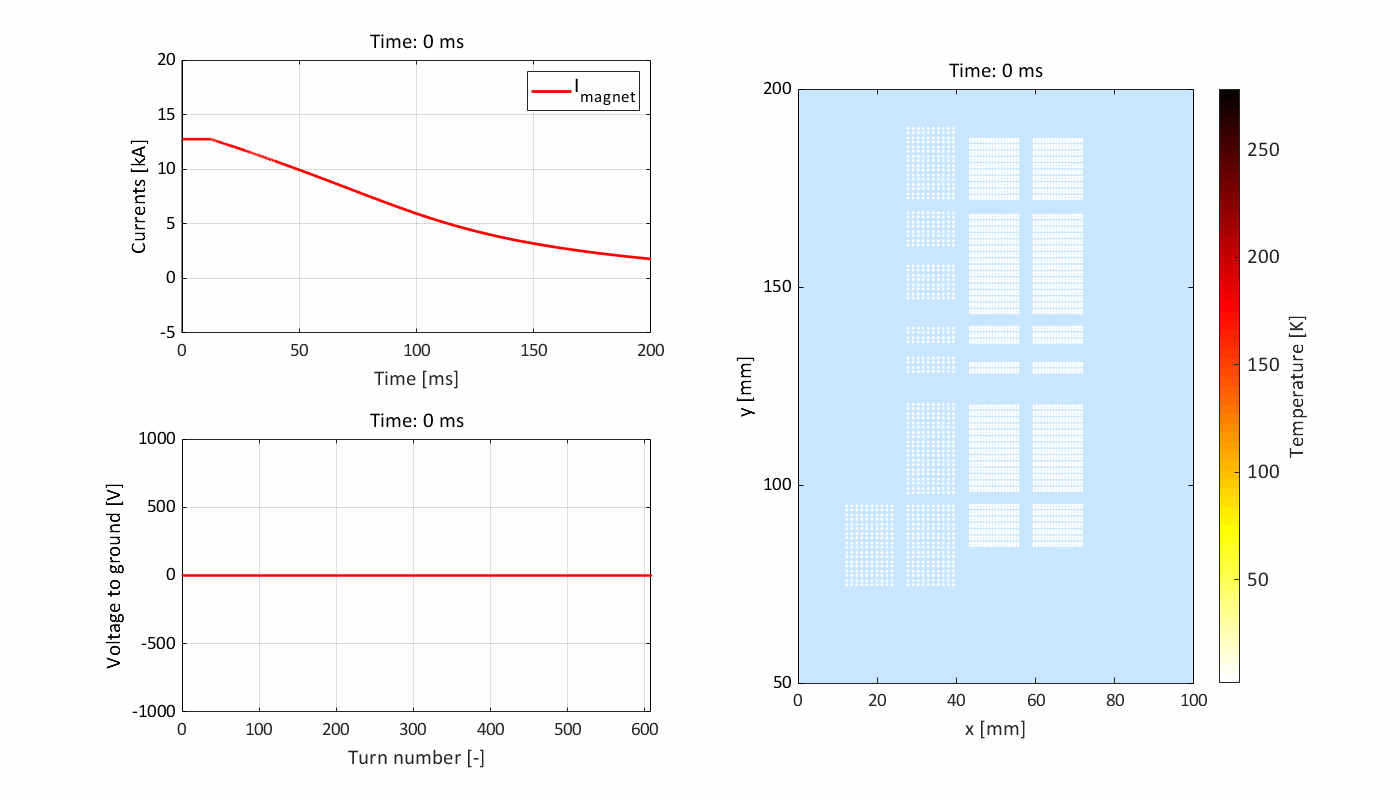 Time: 0 ms
20
15
10
5
0
-5
Currents [kA]
I magnet
0 50 100 150 200
Time [ms]
Time: 0 ms
1000
500
0
-500
-1000
Voltage to ground [V]
0 100 200 300 400 500 600
Turn number [-]
Time: 0 ms
200
150
100
50
y [mm]
0 20 40 60 80 100
x [mm]
250
200
150
100
50
Temperature [K]